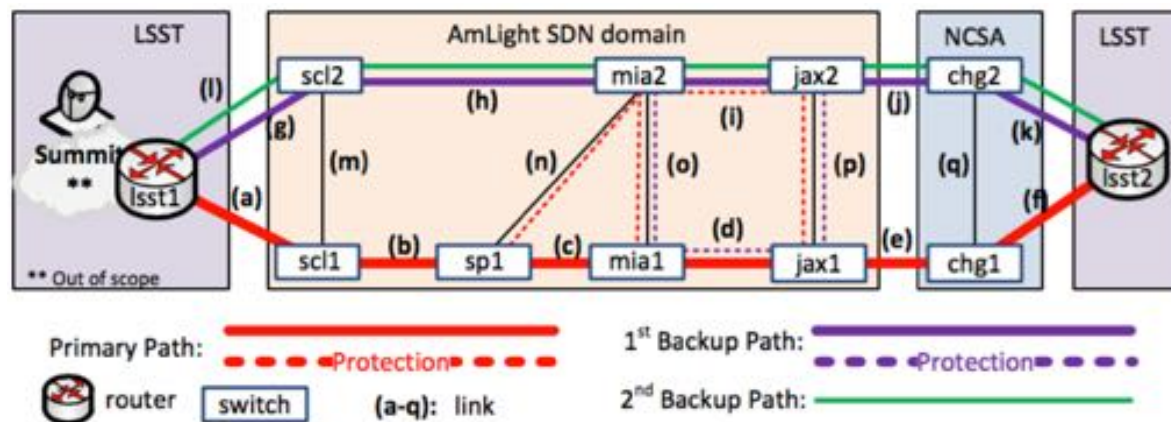 LSST AmLight SDN domain NCSA LSST
(l) scl2 mia2 jax2 chg2
(g) (h) (i) (j) (k)
Summit
**
lsst1 (m) (n) (o) (p) (q) lsst2
(a) (f)
(b) (c) (d) (e)
scl1 sp1 mia1 jax1 chg1
** Out of scope
Primary Path: 1st Backup Path:
Protection Protection
router switch (a-q): link 2nd Backup Path: